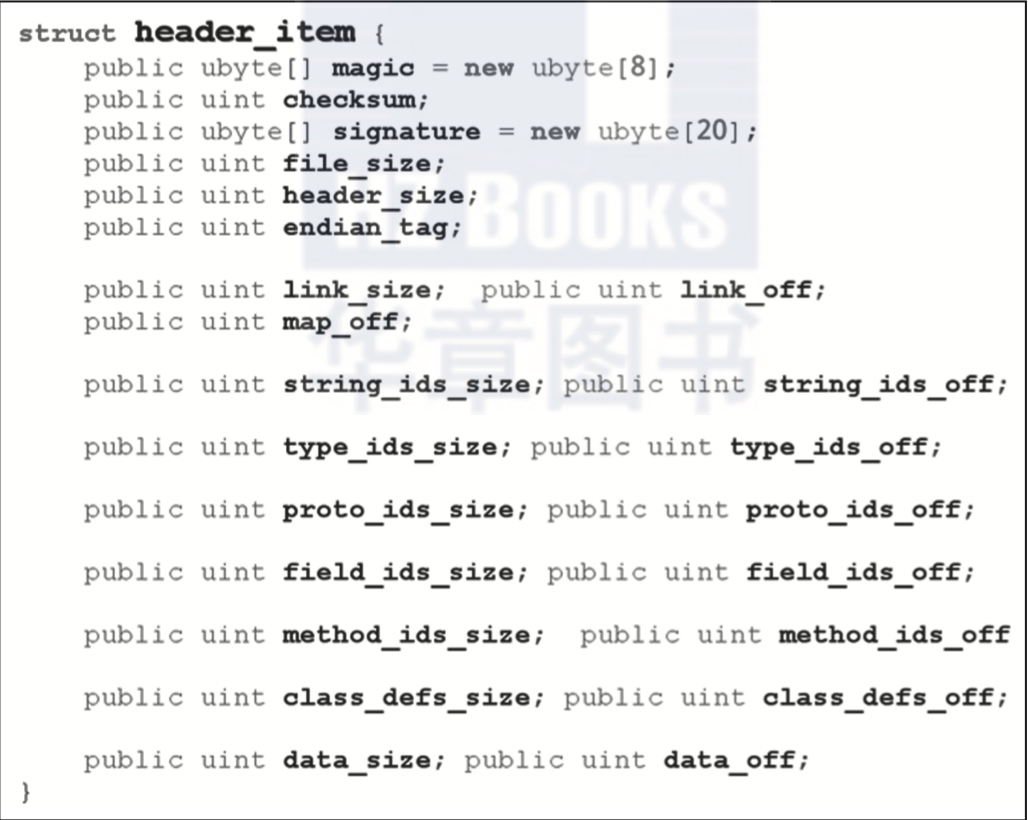 struct header_item {
public ubyte[] magic = new ubyte[8];
public uint checksum;
public ubyte[] signature = new ubyte[20];
public uint file_size;
public uint header_size;
public uint endian_tag;
public uint link_size; public uint link_off;
public uint map_off;
public uint string_ids_size; public uint string_ids_off;
public uint type_ids_size; public uint type_ids_off;
public uint proto_ids_size; public uint proto_ids_off;
public uint field_ids_size; public uint field_ids_off;
public uint method_ids_size; public uint method_ids_off
public uint class_defs_size; public uint class_defs_off;
public uint data_size; public uint data_off;
}
HZ BOOKS
华章图书